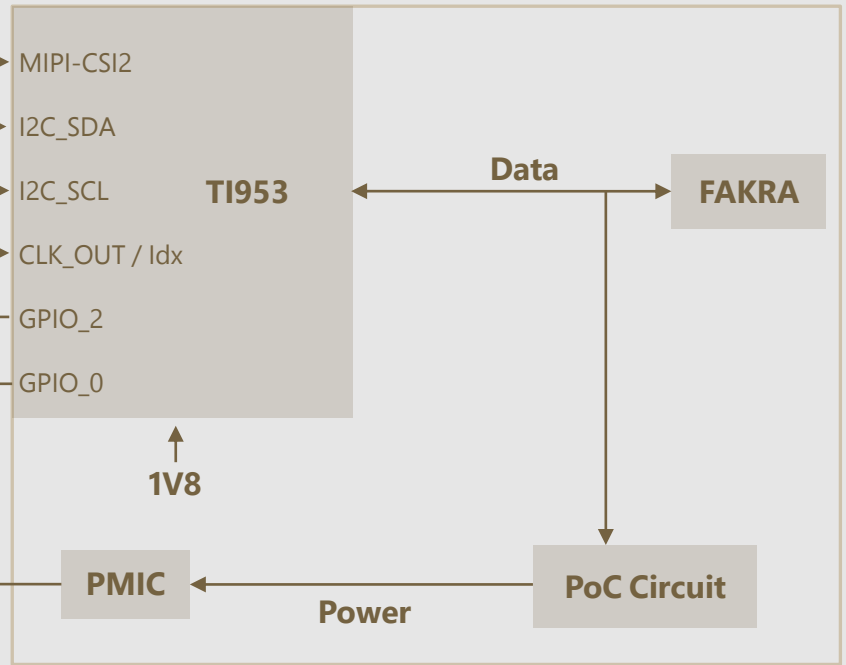 MIPI-CSI2
I2C_SDA
I2C_SCL
TI953
Data
FAKRA
CLK_OUT / Idx
GPIO_2
GPIO_0
1V8
PMIC
Power
PoC Circuit